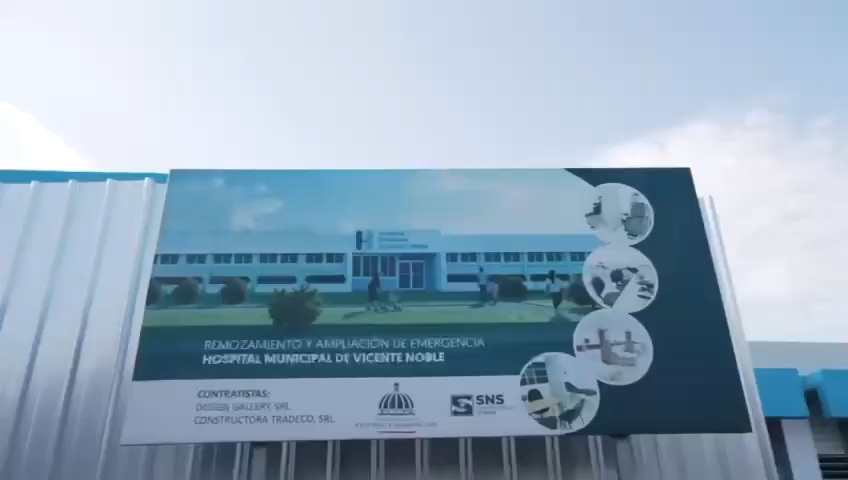 H
REMOZAMIENTO Y AMPLIACIÓN DE EMERGENCIA
HOSPITAL MUNICIPAL DE VICENTE NOBLE
CONTRATISTAS:
DESIGN GALLERY, SRL
CONSTRUCTORA TRADECO, SRL
SNS